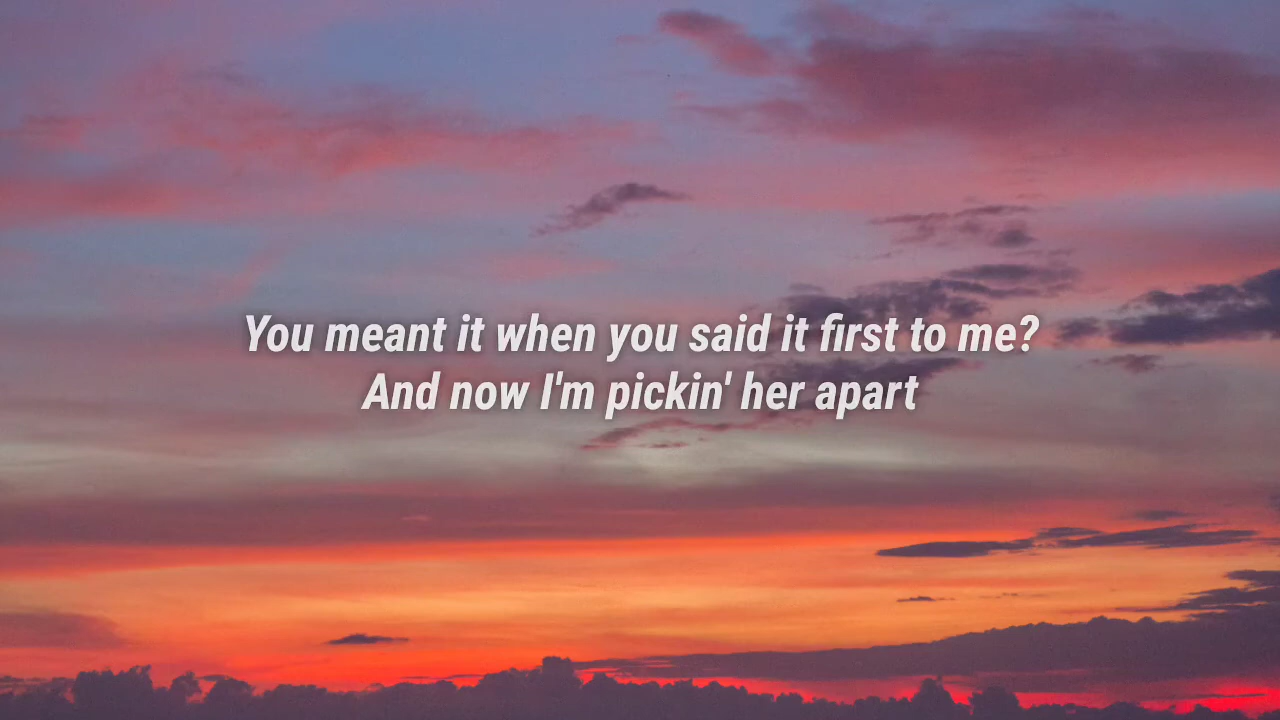 You meant it when you said it first to me?
And now I'm pickin' her apart